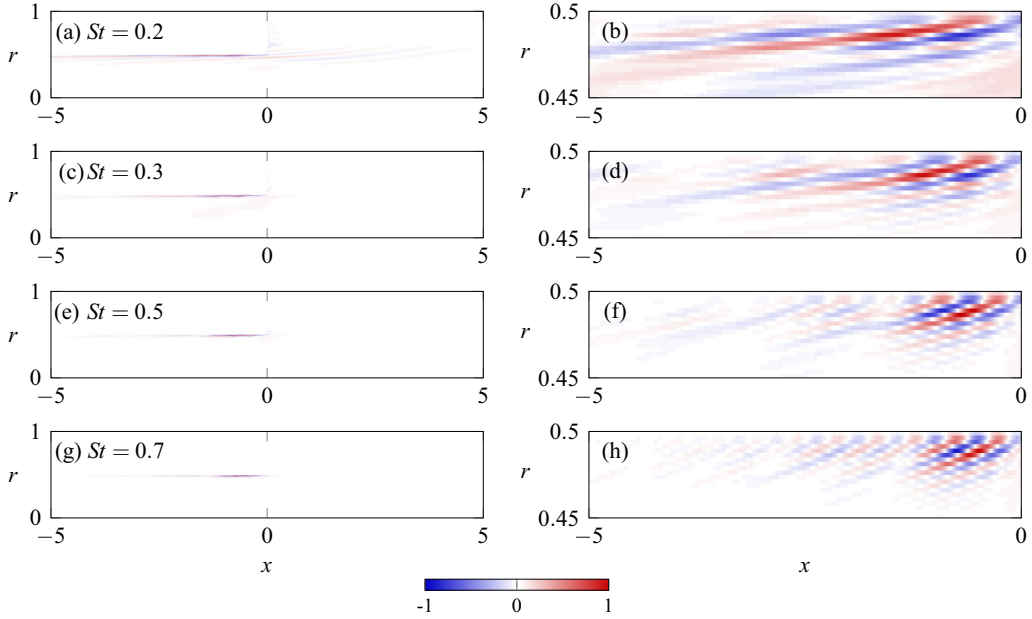 1 0.5
(a) St = 0.2 (b)
r r
0 0.45
−5 0 5 −5 0
1 0.5
(c) St = 0.3 (d)
r r
0 0.45
−5 0 5 −5 0
1 0.5
(e) St = 0.5 (f)
r r
0 0.45
−5 0 5 −5 0
1 0.5
(g) St = 0.7 (h)
r r
0 0.45
−5 0 5 −5 0
x x
-1 0 1